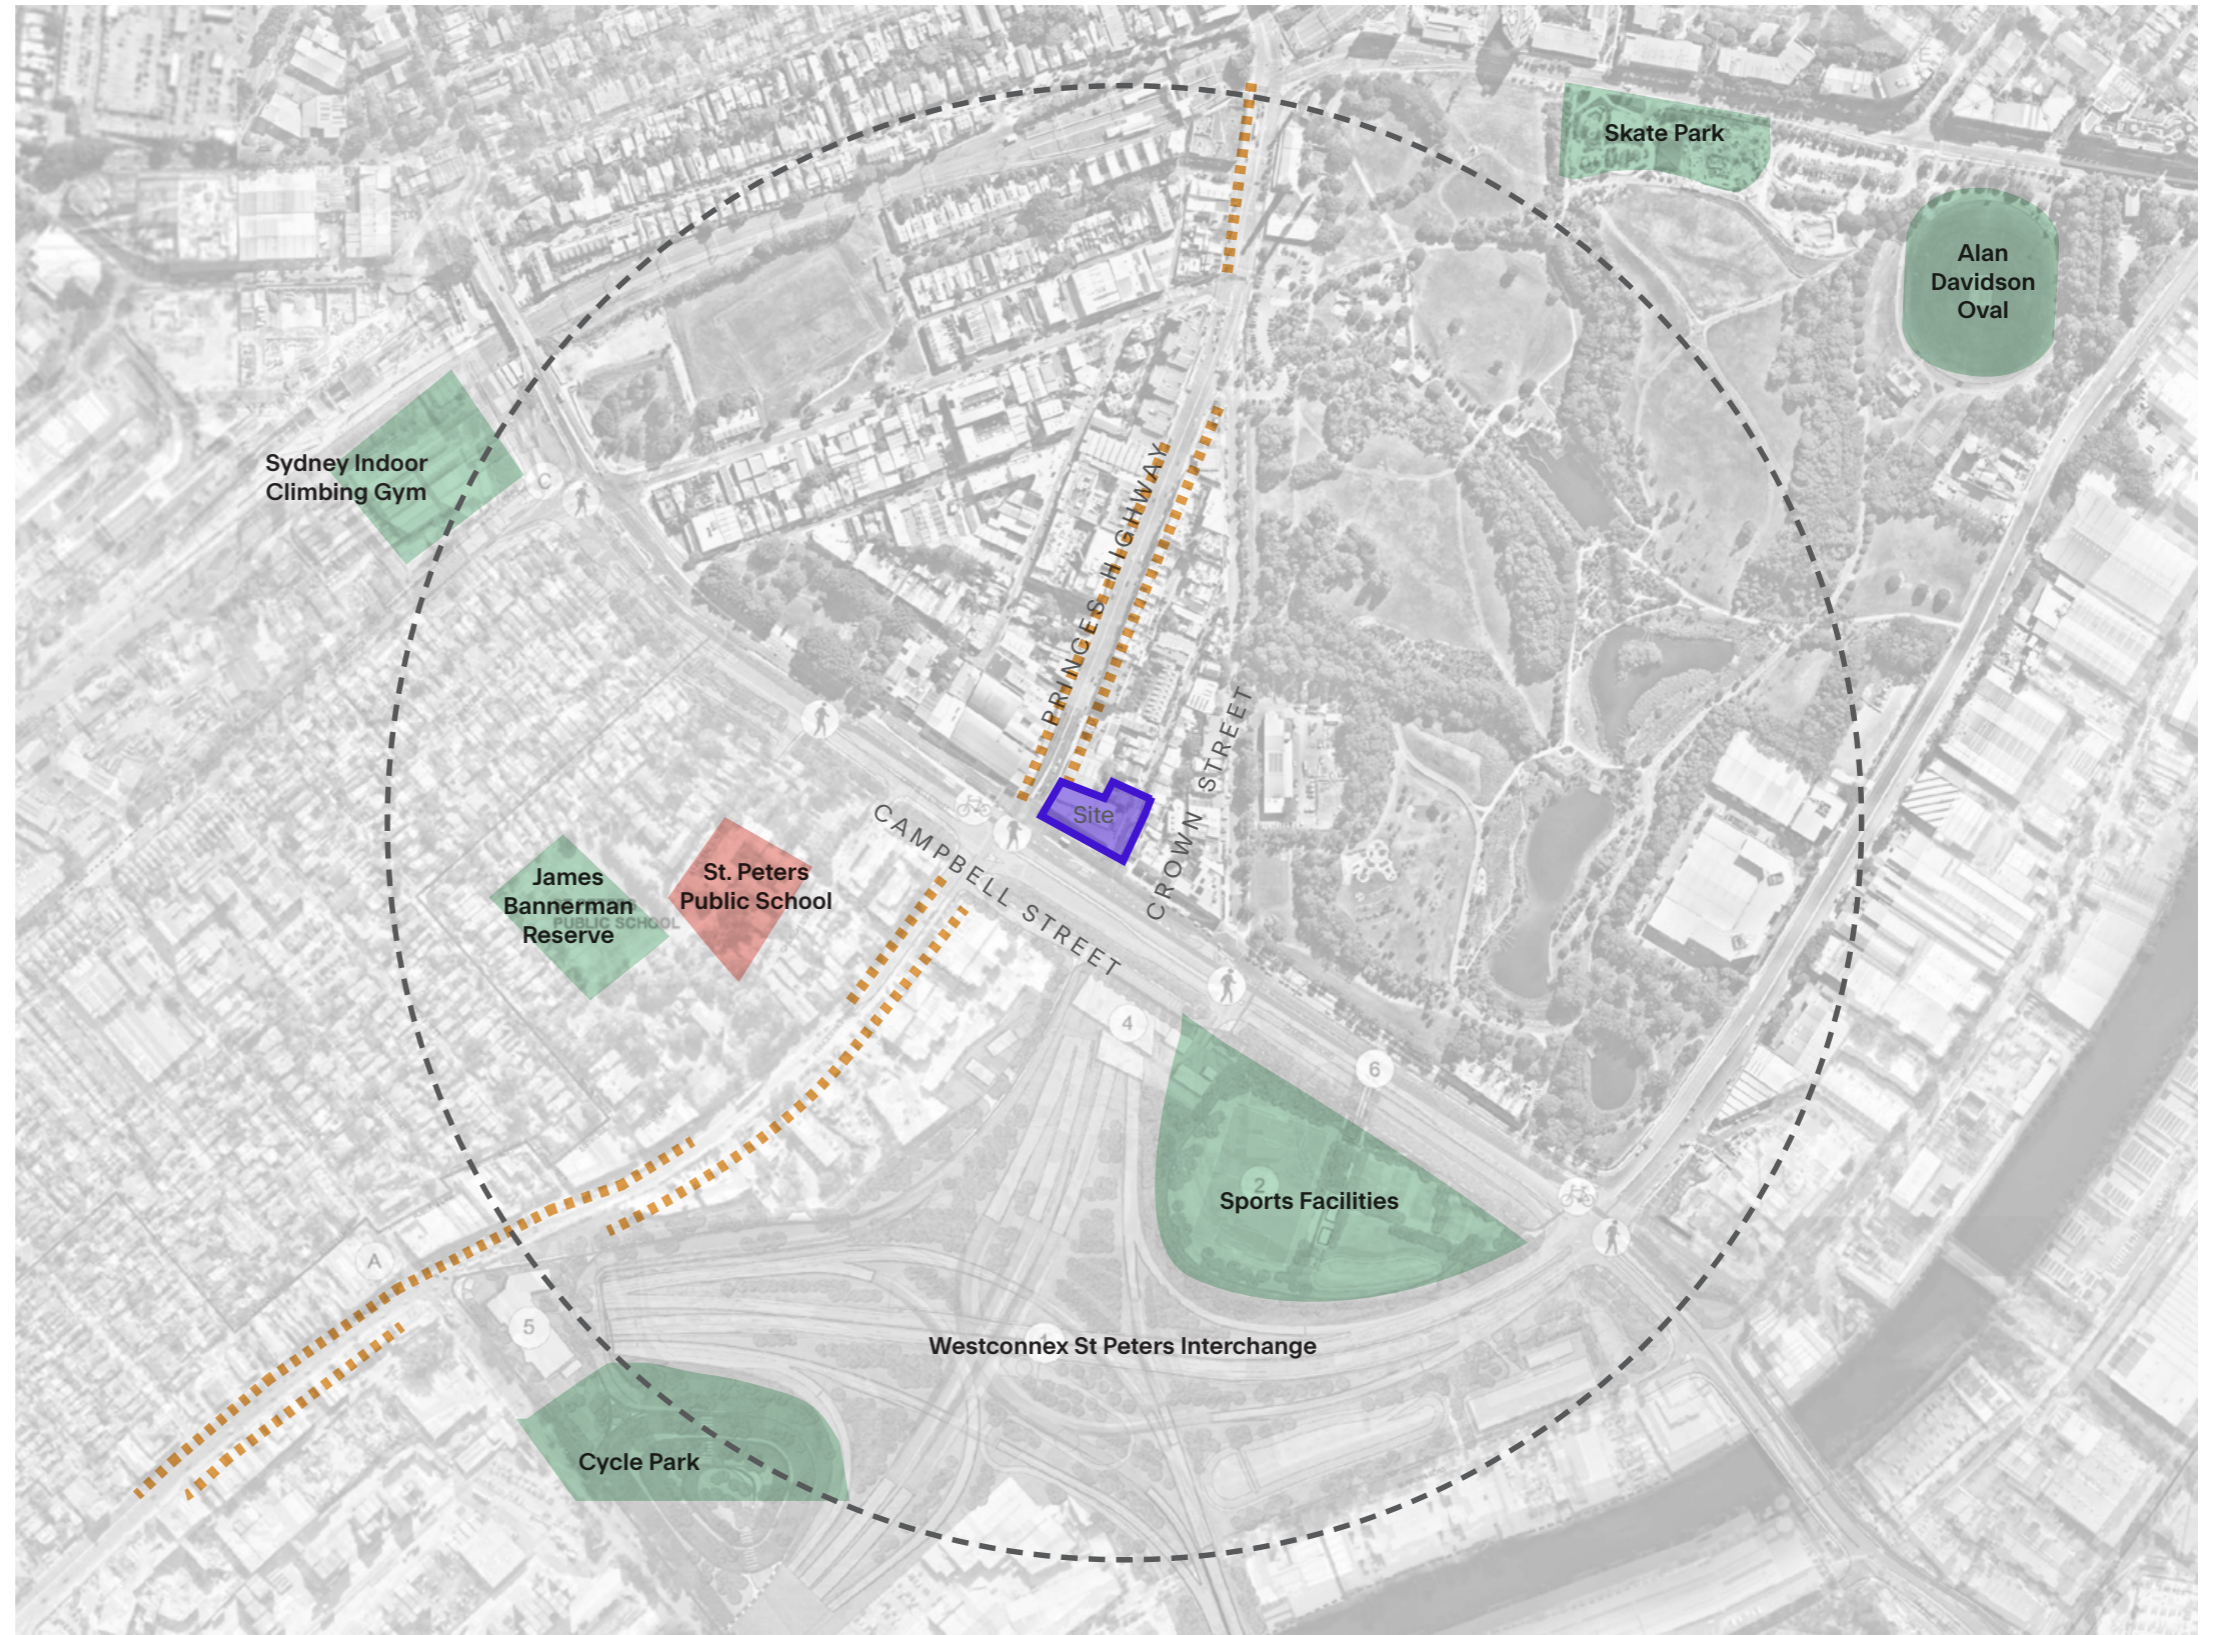 Skate Park
Alan
Davidson
Oval
Sydney Indoor
Climbing Gym
C
PRINCES HIGHWAY
CROWN STREET
Site
CAMPBELL STREET
St. Peters
Public School
James
Bannerman
Reserve
PUBLIC SCHOOL
4
6
2
Sports Facilities
A
5
1
Westconnex St Peters Interchange
Cycle Park